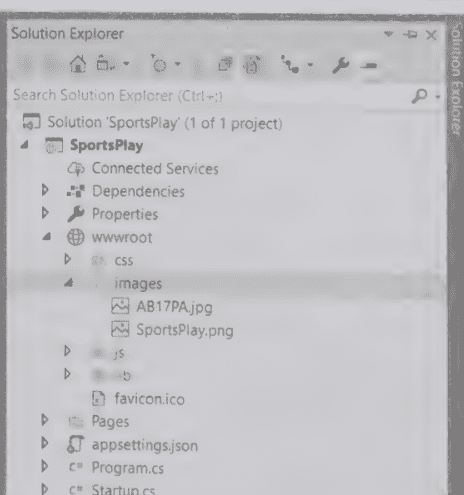 Solution Explorer
Search Solution Explorer (Ctrl+;)
Solution 'SportsPlay' (1 of 1 project)
SportsPlay
Connected Services
Dependencies
Properties
wwwroot
css
images
AB17PA.jpg
SportsPlay.png
js
favicon.ico
Pages
appsettings.json
C# Program.cs
C# Startup.cs
Solution Explorer